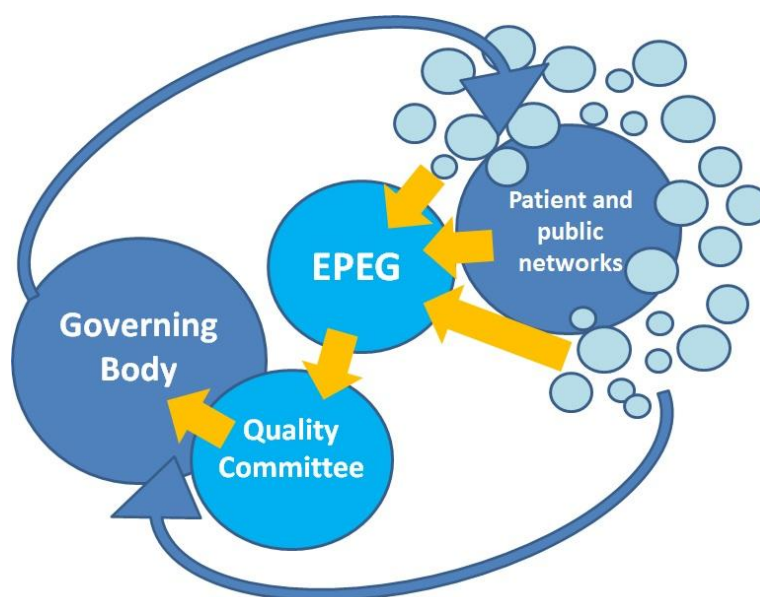 Patient and
public
networks
EPEG
Governing
Body
Quality
Committee